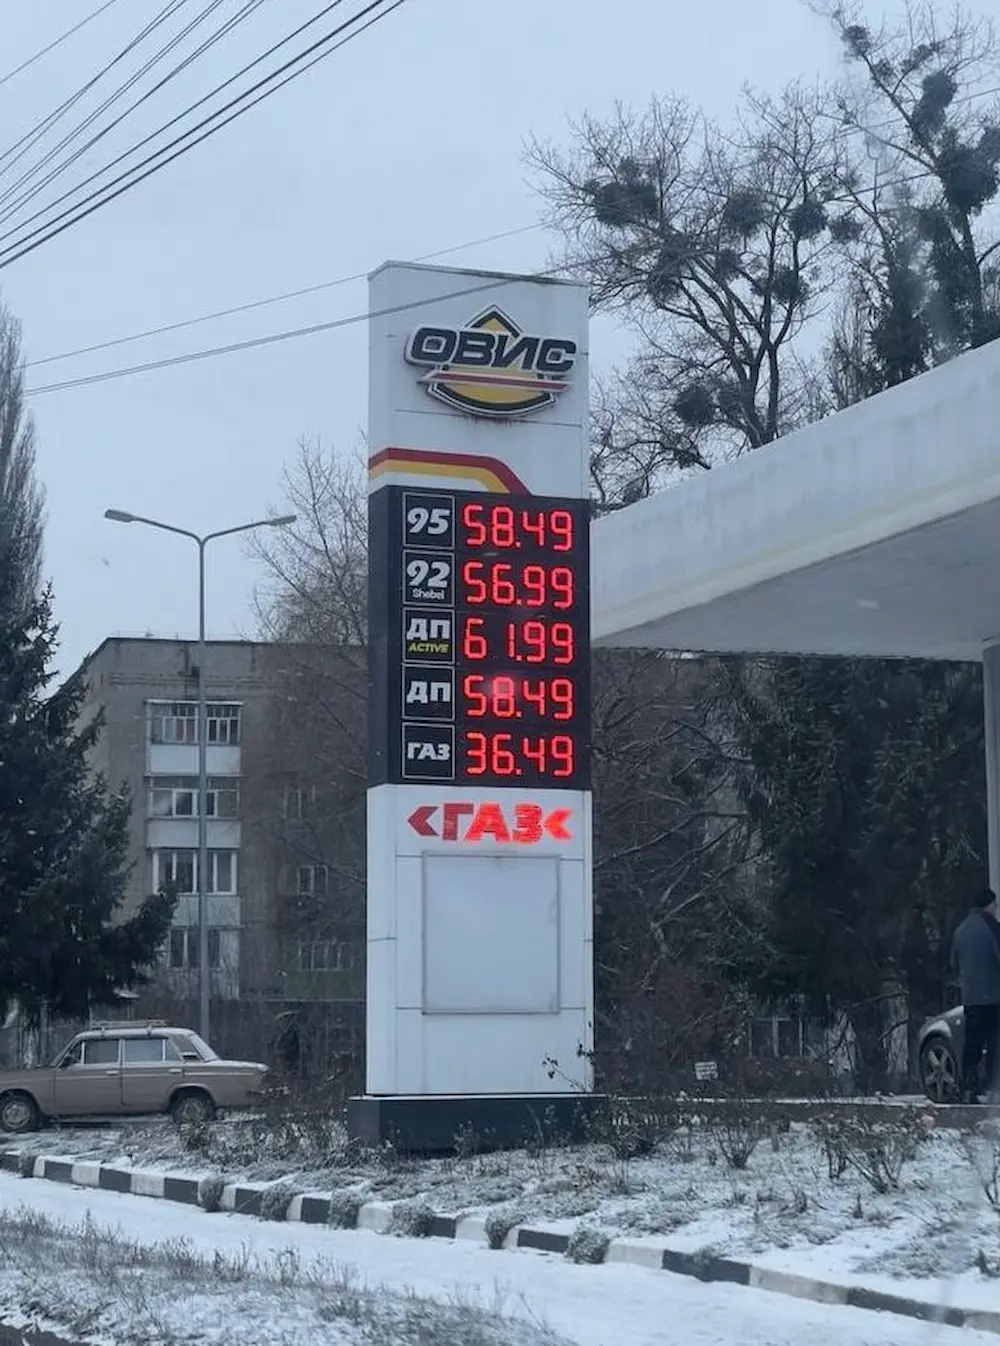 ОВИС
95 58.49
92 56.99
Shebel
ДП 61.99
ACTIVE
ДП 58.49
ГАЗ 36.49
<ГАЗ<